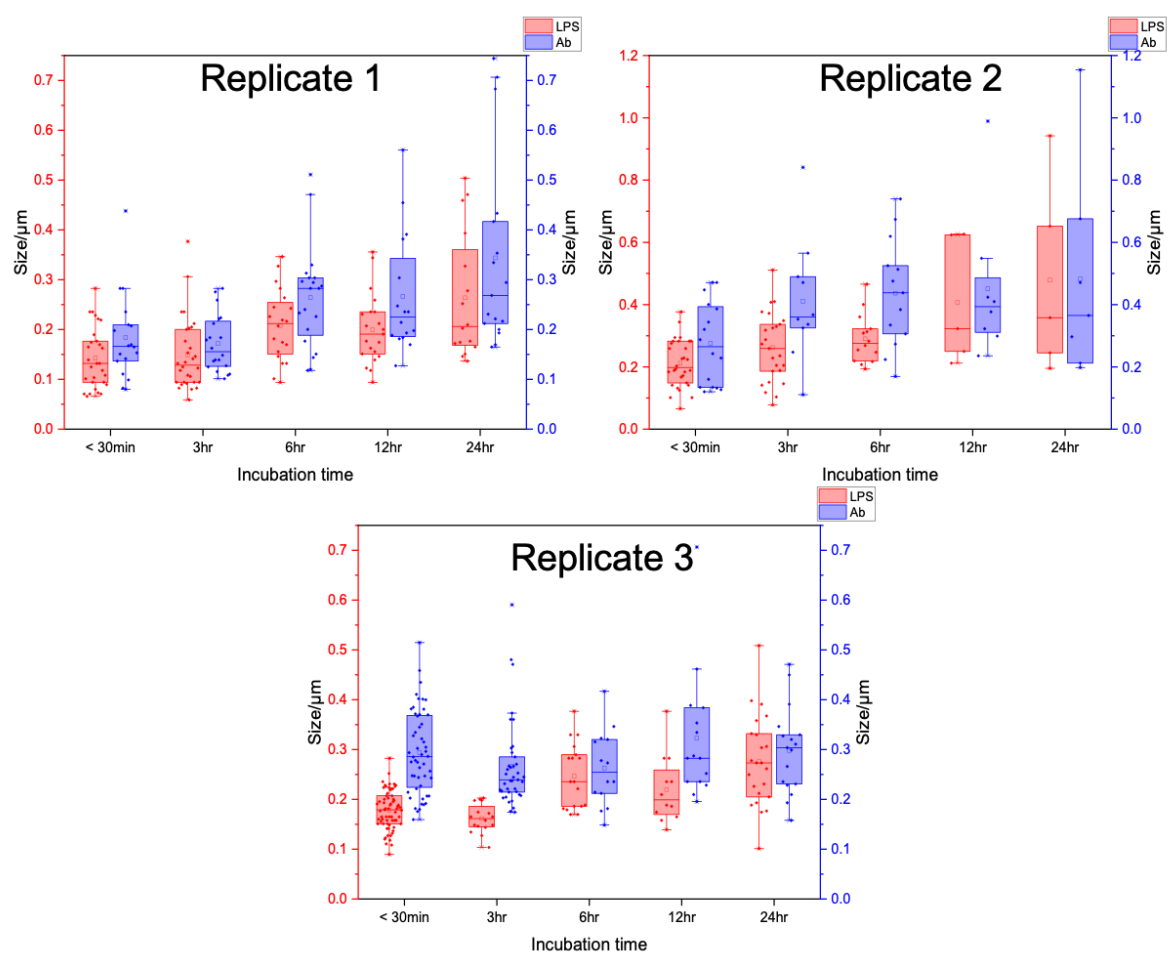 LPS
Ab
Replicate 1
0.7
0.6
0.5
0.4
0.3
0.2
0.1
0.0
Size/μm
0.7
0.6
0.5
0.4
0.3
0.2
0.1
0.0
Size/μm
< 30min 3hr 6hr 12hr 24hr
Incubation time
LPS
Ab
Replicate 2
1.2
1.0
0.8
0.6
0.4
0.2
0.0
Size/μm
1.2
1.0
0.8
0.6
0.4
0.2
0.0
Size/μm
< 30min 3hr 6hr 12hr 24hr
Incubation time
LPS
Ab
Replicate 3
0.7
0.6
0.5
0.4
0.3
0.2
0.1
0.0
Size/μm
0.7
0.6
0.5
0.4
0.3
0.2
0.1
0.0
Size/μm
< 30min 3hr 6hr 12hr 24hr
Incubation time